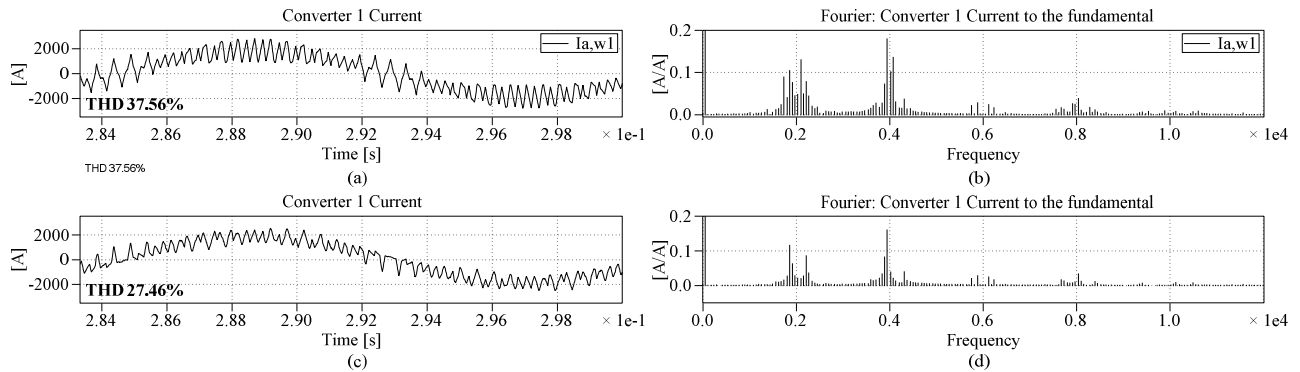 Converter 1 Current
[A]
2000
0
-2000
THD 37.56%
2.84 2.86 2.88 2.90 2.92 2.94 2.96 2.98 × 1e-1
Time [s]
THD 37.56%
(a)
Fourier: Converter 1 Current to the fundamental
[A/A]
0.2
0.1
0.0
Ia,w1
0.0 0.2 0.4 0.6 0.8 1.0 × 1e4
Frequency
(b)
Ia,w1
Converter 1 Current
[A]
2000
0
-2000
THD 27.46%
2.84 2.86 2.88 2.90 2.92 2.94 2.96 2.98 × 1e-1
Time [s]
(c)
Fourier: Converter 1 Current to the fundamental
[A/A]
0.2
0.1
0.0
0.0 0.2 0.4 0.6 0.8 1.0 × 1e4
Frequency
(d)